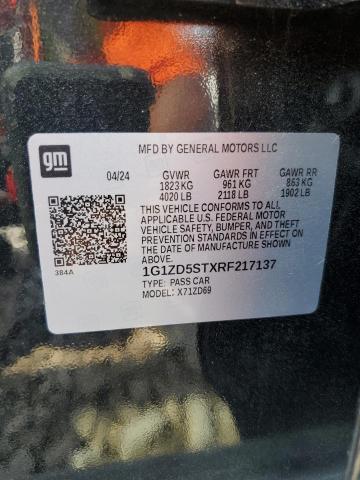 gm
MFD BY GENERAL MOTORS LLC
04/24 GVWR GAWR FRT GAWR RR
1823 KG 961 KG 863 KG
4020 LB 2118 LB 1902 LB
THIS VEHICLE CONFORMS TO ALL
APPLICABLE U.S. FEDERAL MOTOR
VEHICLE SAFETY, BUMPER, AND THEFT
PREVENTION STANDARDS IN EFFECT ON
THE DATE OF MANUFACTURE SHOWN
ABOVE.
384A
1G1ZD5STXRF217137
TYPE: PASS CAR
MODEL: X71ZD69